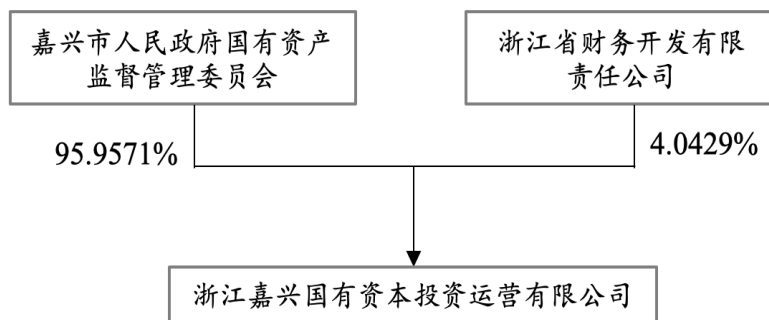 嘉兴市人民政府国有资产
监督管理委员会
浙江省财务开发有限
责任公司
95.9571%
4.0429%
浙江嘉兴国有资本投资运营有限公司